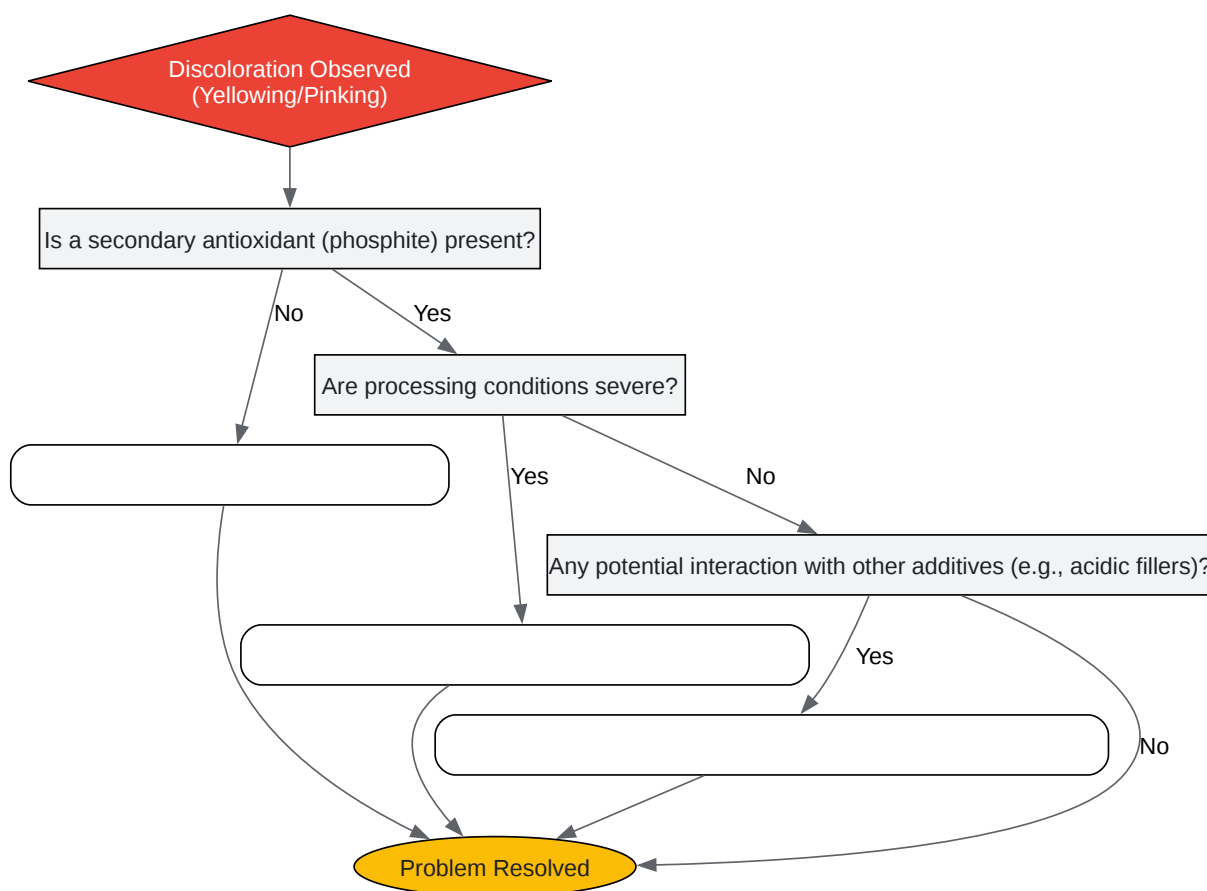 Discoloration Observed
(Yellowing/Pinking)
Is a secondary antioxidant (phosphite) present?
No
Yes
Are processing conditions severe?
Yes
No
Any potential interaction with other additives (e.g., acidic fillers)?
Yes
No
Problem Resolved